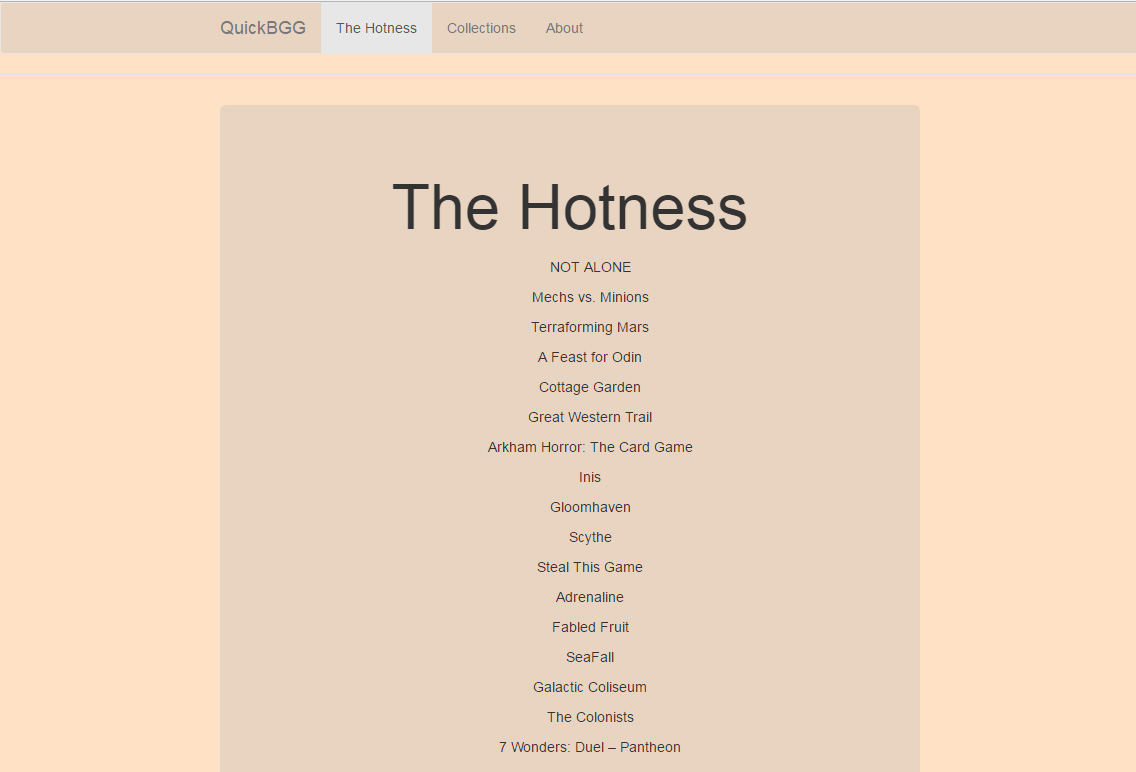 QuickBGG The Hotness Collections About
The Hotness
NOT ALONE
Mechs vs. Minions
Terraforming Mars
A Feast for Odin
Cottage Garden
Great Western Trail
Arkham Horror: The Card Game
Inis
Gloomhaven
Scythe
Steal This Game
Adrenaline
Fabled Fruit
SeaFall
Galactic Coliseum
The Colonists
7 Wonders: Duel – Pantheon